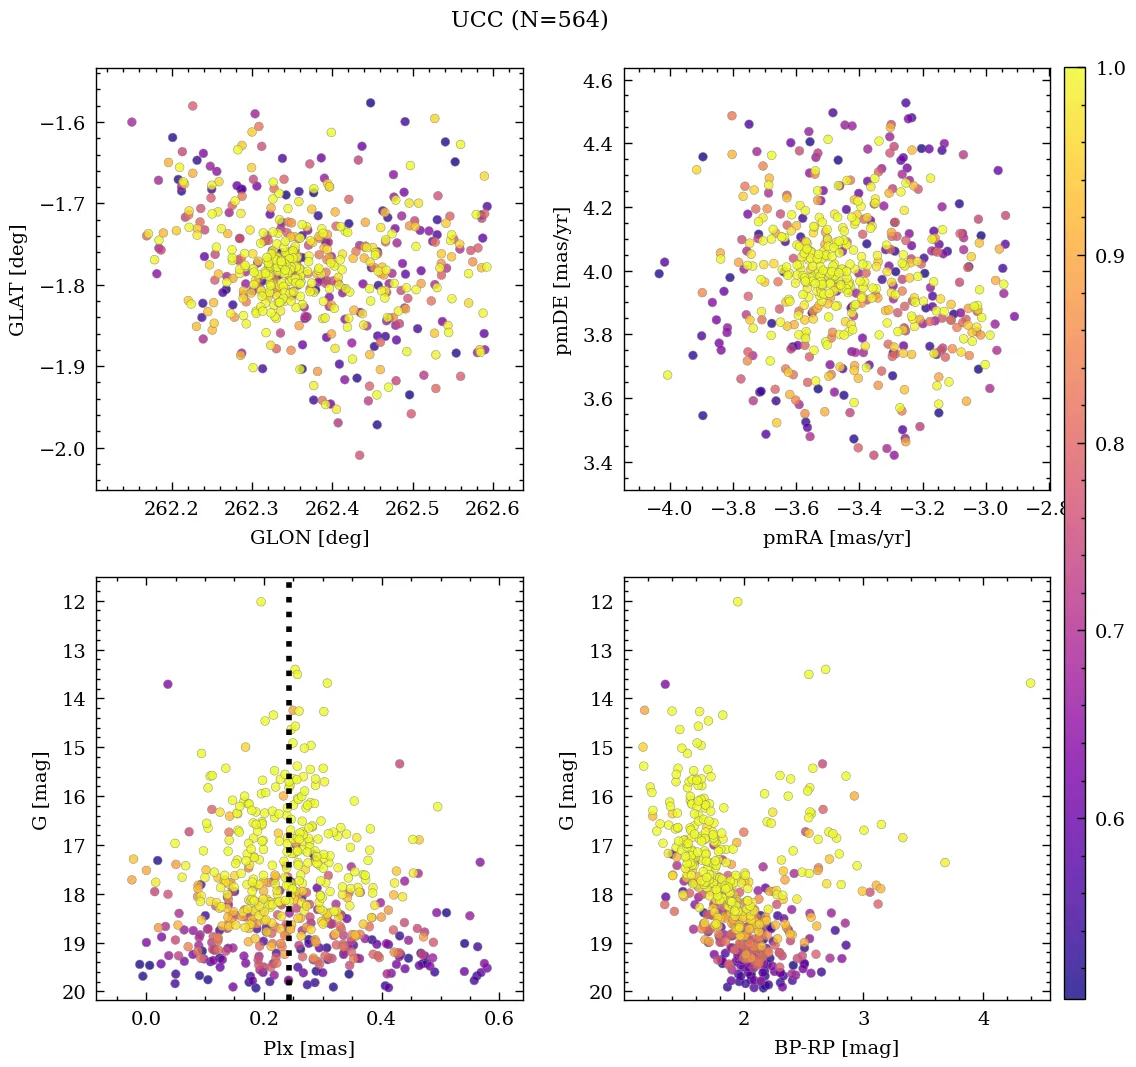 UCC (N=564)
−1.6
−1.7
−1.8
−1.9
−2.0
GLAT [deg]
262.2 262.3 262.4 262.5 262.6
GLON [deg]
4.6
4.4
4.2
4.0
3.8
3.6
3.4
pmDE [mas/yr]
−4.0 −3.8 −3.6 −3.4 −3.2 −3.0 −2.8
pmRA [mas/yr]
12
13
14
15
16
17
18
19
20
G [mag]
0.0 0.2 0.4 0.6
Plx [mas]
12
13
14
15
16
17
18
19
20
G [mag]
2 3 4
BP-RP [mag]
1.0
0.9
0.8
0.7
0.6